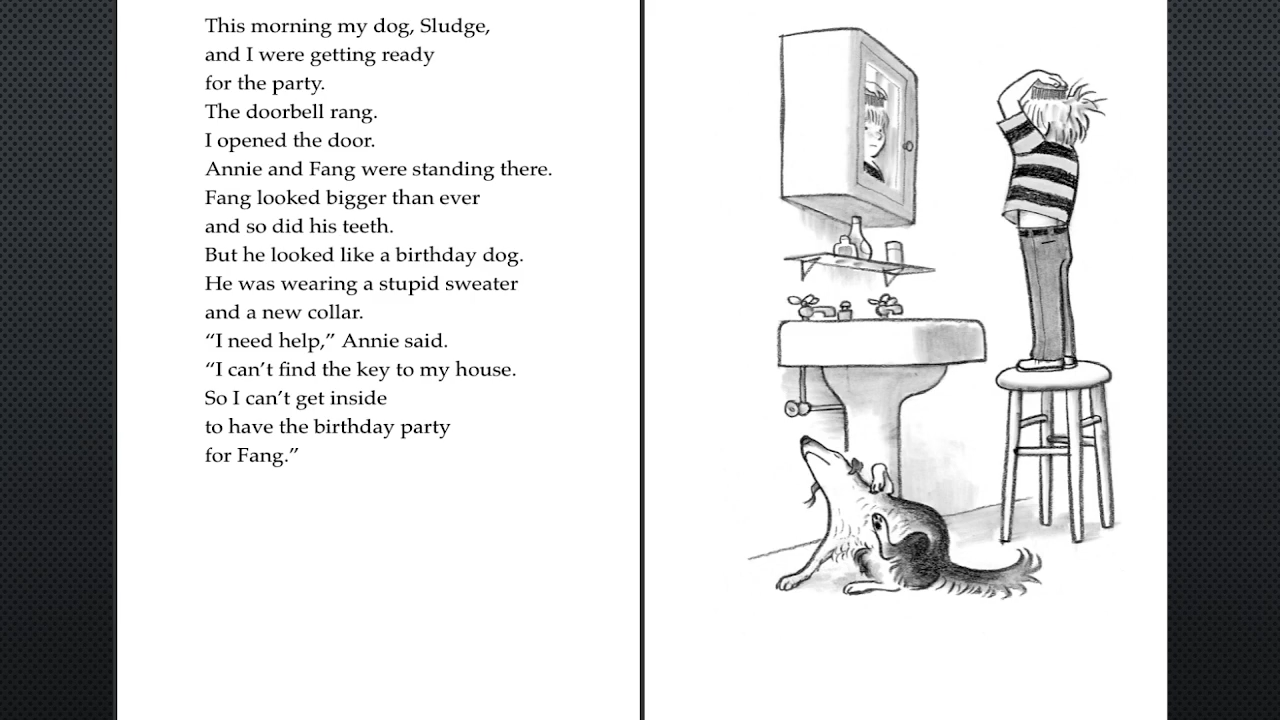 This morning my dog, Sludge,
and I were getting ready
for the party.
The doorbell rang.
I opened the door.
Annie and Fang were standing there.
Fang looked bigger than ever
and so did his teeth.
But he looked like a birthday dog.
He was wearing a stupid sweater
and a new collar.
“I need help,” Annie said.
“I can’t find the key to my house.
So I can’t get inside
to have the birthday party
for Fang.”